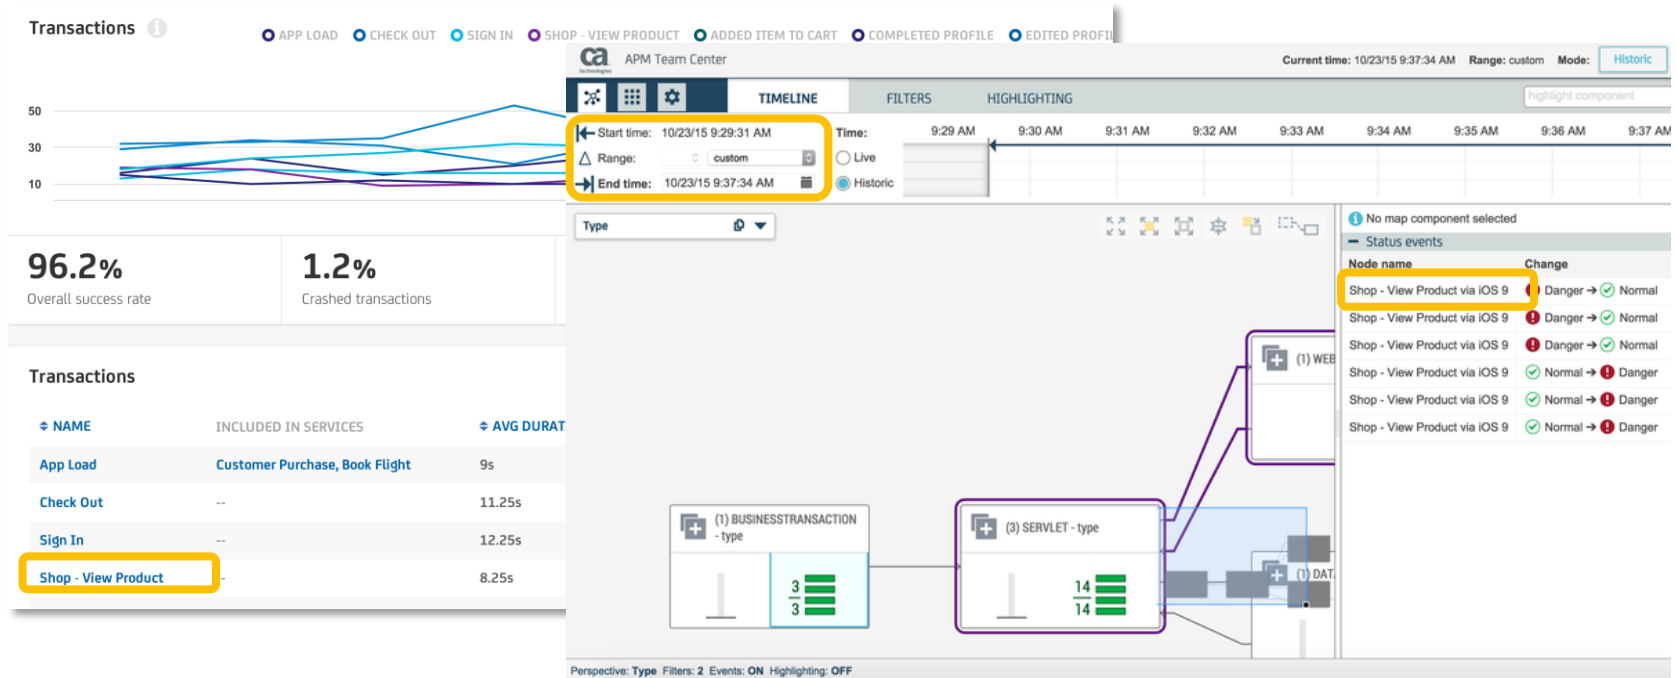 Transactions
APP LOAD CHECK OUT SIGN IN SHOP - VIEW PRODUCT ADDED ITEM TO CART COMPLETED PROFILE EDITED PROFIL
50
30
10
96.2%
Overall success rate
1.2%
Crashed transactions
Transactions
NAME INCLUDED IN SERVICES AVG DURAT
App Load Customer Purchase, Book Flight 9s
Check Out -- 11.25s
Sign In -- 12.25s
Shop - View Product -- 8.25s
ca
technologies
APM Team Center
Current time: 10/23/15 9:37:34 AM Range: custom Mode: Historic
TIMELINE FILTERS HIGHLIGHTING
highlight component
Start time: 10/23/15 9:29:31 AM
Range: custom
End time: 10/23/15 9:37:34 AM
Time:
Live
Historic
9:29 AM 9:30 AM 9:31 AM 9:32 AM 9:33 AM 9:34 AM 9:35 AM 9:36 AM 9:37 AM
Type
(1) WEB
(1) BUSINESSTRANSACTION
- type
3
3
(3) SERVLET - type
14
14
(1) DAT
No map component selected
Status events
Node name Change
Shop - View Product via iOS 9 Danger → Normal
Shop - View Product via iOS 9 Danger → Normal
Shop - View Product via iOS 9 Danger → Normal
Shop - View Product via iOS 9 Normal → Danger
Shop - View Product via iOS 9 Normal → Danger
Shop - View Product via iOS 9 Normal → Danger
Perspective: Type Filters: 2 Events: ON Highlighting: OFF